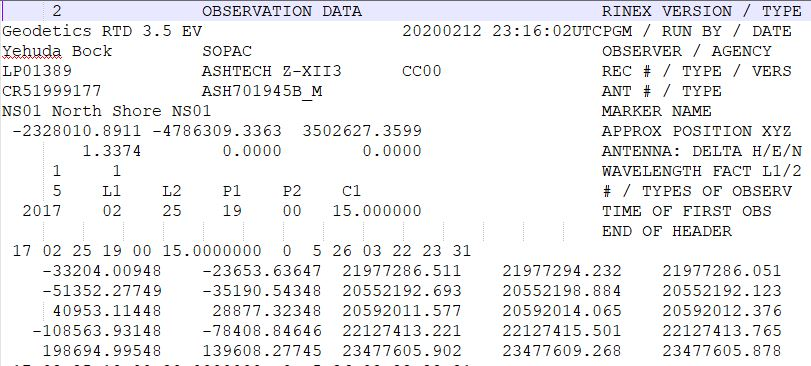 2 OBSERVATION DATA RINEX VERSION / TYPE
Geodetics RTD 3.5 EV 20200212 23:16:02UTCPGM / RUN BY / DATE
Yehuda Bock SOPAC OBSERVER / AGENCY
LP01389 ASHTECH Z-XII3 CC00 REC # / TYPE / VERS
CR51999177 ASH701945B_M ANT # / TYPE
NS01 North Shore NS01 MARKER NAME
-2328010.8911 -4786309.3363 3502627.3599 APPROX POSITION XYZ
1.3374 0.0000 0.0000 ANTENNA: DELTA H/E/N
1 1 WAVELENGTH FACT L1/2
5 L1 L2 P1 P2 C1 # / TYPES OF OBSERV
2017 02 25 19 00 15.000000 TIME OF FIRST OBS
END OF HEADER
17 02 25 19 00 15.0000000 0 5 26 03 22 23 31
-33204.00948 -23653.63647 21977286.511 21977294.232 21977286.051
-51352.27749 -35190.54348 20552192.693 20552198.884 20552192.123
40953.11448 28877.32348 20592011.577 20592014.065 20592012.376
-108563.93148 -78408.84646 22127413.221 22127415.501 22127413.765
198694.99548 139608.27745 23477605.902 23477609.268 23477605.878